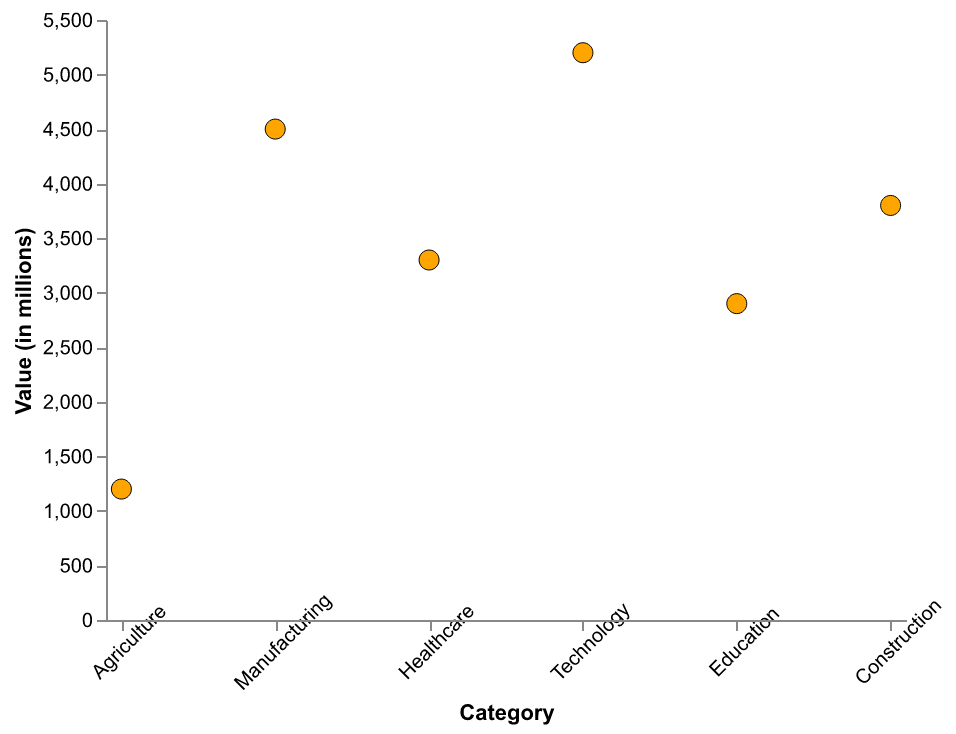 5,500
5,000
4,500
4,000
3,500
3,000
2,500
2,000
1,500
1,000
500
0
Value (in millions)
Agriculture
Manufacturing
Healthcare
Technology
Education
Construction
Category